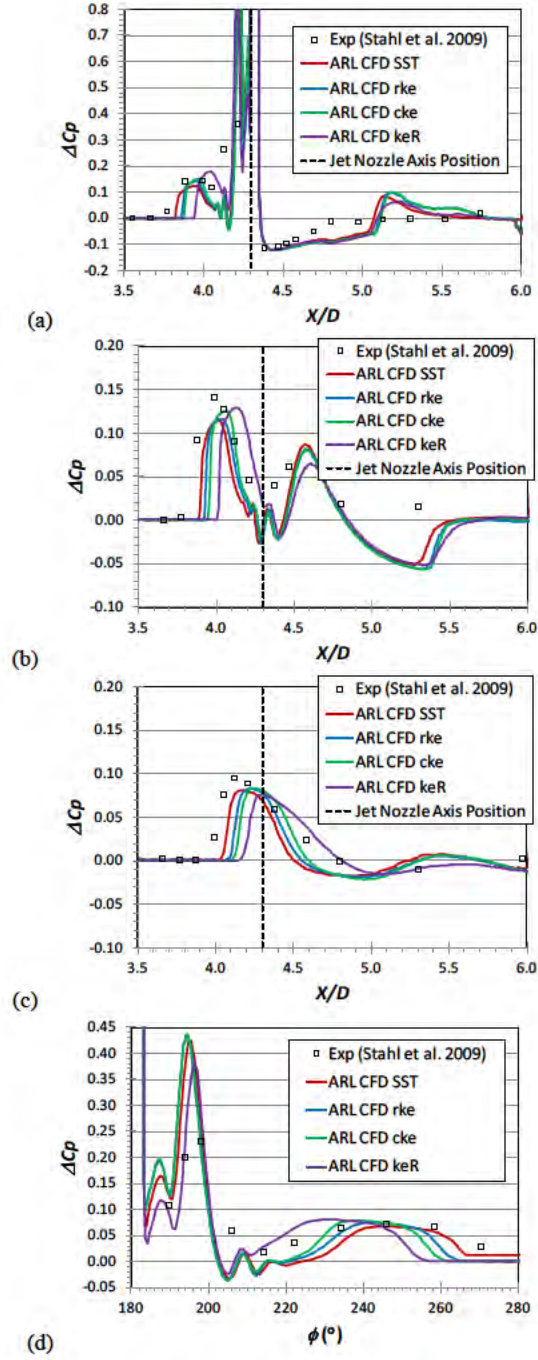 0.8
0.7
0.6
0.5
0.4
0.3
0.2
0.1
0.0
-0.1
-0.2
ΔCp
Exp (Stahl et al. 2009)
ARL CFD SST
ARL CFD rke
ARL CFD cke
ARL CFD keR
Jet Nozzle Axis Position
3.5 4.0 4.5 5.0 5.5 6.0
X/D
(a)
0.20
0.15
0.10
0.05
0.00
-0.05
-0.10
ΔCp
Exp (Stahl et al. 2009)
ARL CFD SST
ARL CFD rke
ARL CFD cke
ARL CFD keR
Jet Nozzle Axis Position
3.5 4.0 4.5 5.0 5.5 6.0
X/D
(b)
0.20
0.15
0.10
0.05
0.00
-0.05
-0.10
ΔCp
Exp (Stahl et al. 2009)
ARL CFD SST
ARL CFD rke
ARL CFD cke
ARL CFD keR
Jet Nozzle Axis Position
3.5 4.0 4.5 5.0 5.5 6.0
X/D
(c)
0.45
0.40
0.35
0.30
0.25
0.20
0.15
0.10
0.05
0.00
-0.05
ΔCp
Exp (Stahl et al. 2009)
ARL CFD SST
ARL CFD rke
ARL CFD cke
ARL CFD keR
180 200 220 240 260 280
ϕ (°)
(d)